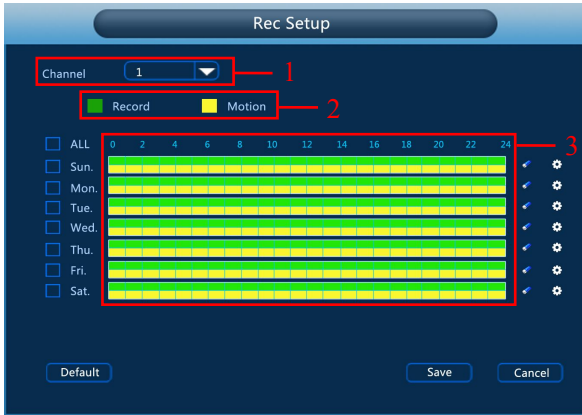 Rec Setup
Channel 1 1
Record Motion 2
ALL 0 2 4 6 8 10 12 14 16 18 20 22 24 3
Sun.
Mon.
Tue.
Wed.
Thu.
Fri.
Sat.
Default Save Cancel